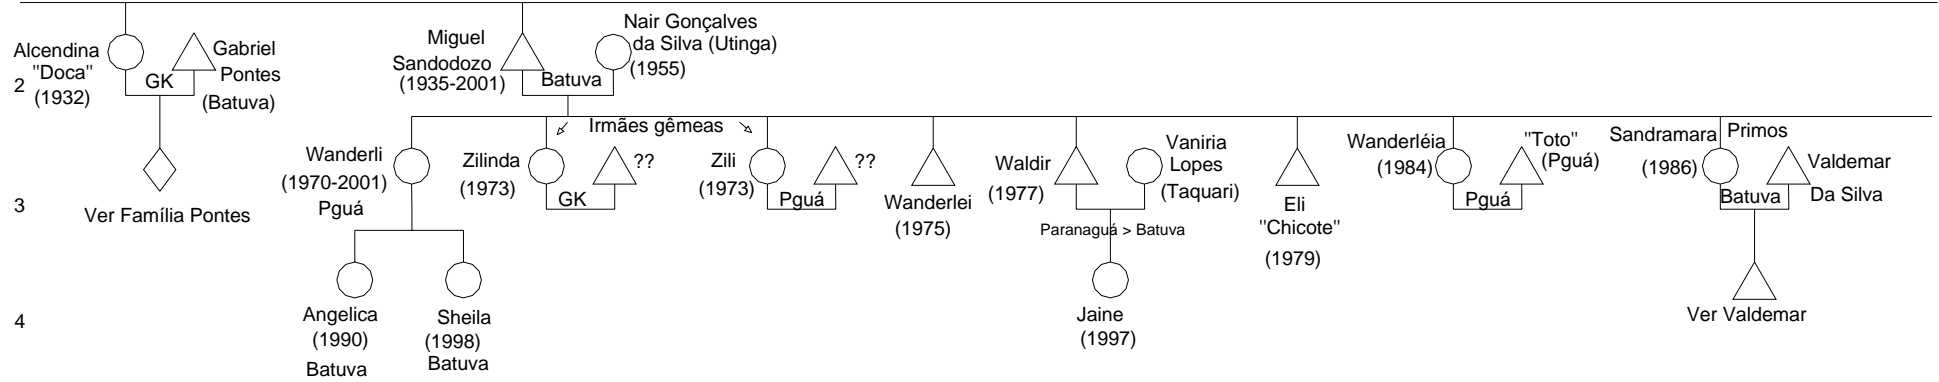 2
Alcendina
"Doca"
(1932)
GK
Gabriel
Pontes
(Batuva)
Ver Família Pontes
Miguel
Sandodozo
(1935-2001)
Batuva
Nair Gonçalves
da Silva (Utinga)
(1955)
Irmães gêmeas
3
Wanderli
(1970-2001)
Pguá
Zilinda
(1973)
GK
??
Zili
(1973)
Pguá
??
Wanderlei
(1975)
Waldir
(1977)
Vaniria
Lopes
(Taquari)
Paranaguá > Batuva
Eli
"Chicote"
(1979)
Wanderléia
(1984)
Pguá
"Toto"
(Pguá)
Sandramara
(1986)
Primos
Batuva
Valdemar
Da Silva
4
Angelica
(1990)
Batuva
Sheila
(1998)
Batuva
Jaine
(1997)
Ver Valdemar